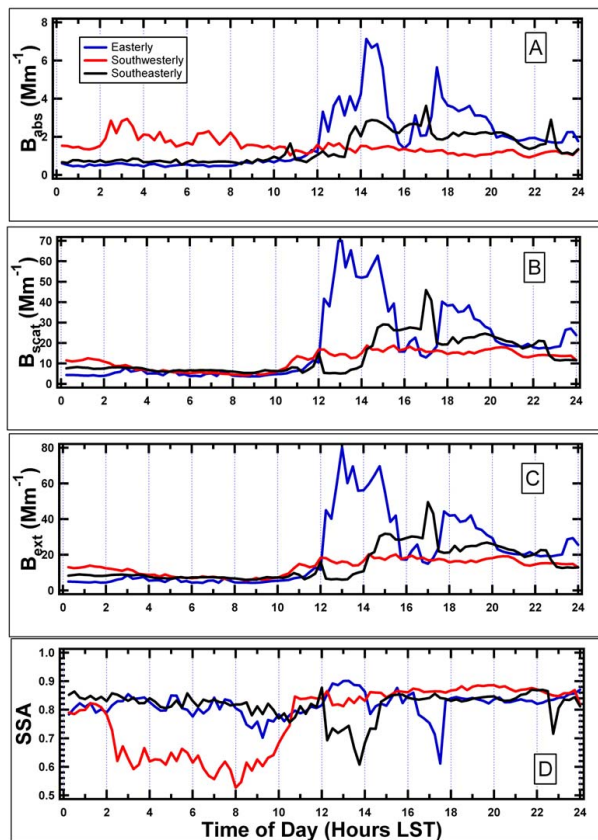 Easterly
Southwesterly
Southeasterly
A
B_abs (Mm^-1)
8
6
4
2
0
0 2 4 6 8 10 12 14 16 18 20 22 24
B
B_scat (Mm^-1)
70
60
50
40
30
20
10
0
0 2 4 6 8 10 12 14 16 18 20 22 24
C
B_ext (Mm^-1)
80
60
40
20
0
0 2 4 6 8 10 12 14 16 18 20 22 24
D
SSA
1.0
0.9
0.8
0.7
0.6
0.5
0 2 4 6 8 10 12 14 16 18 20 22 24
Time of Day (Hours LST)